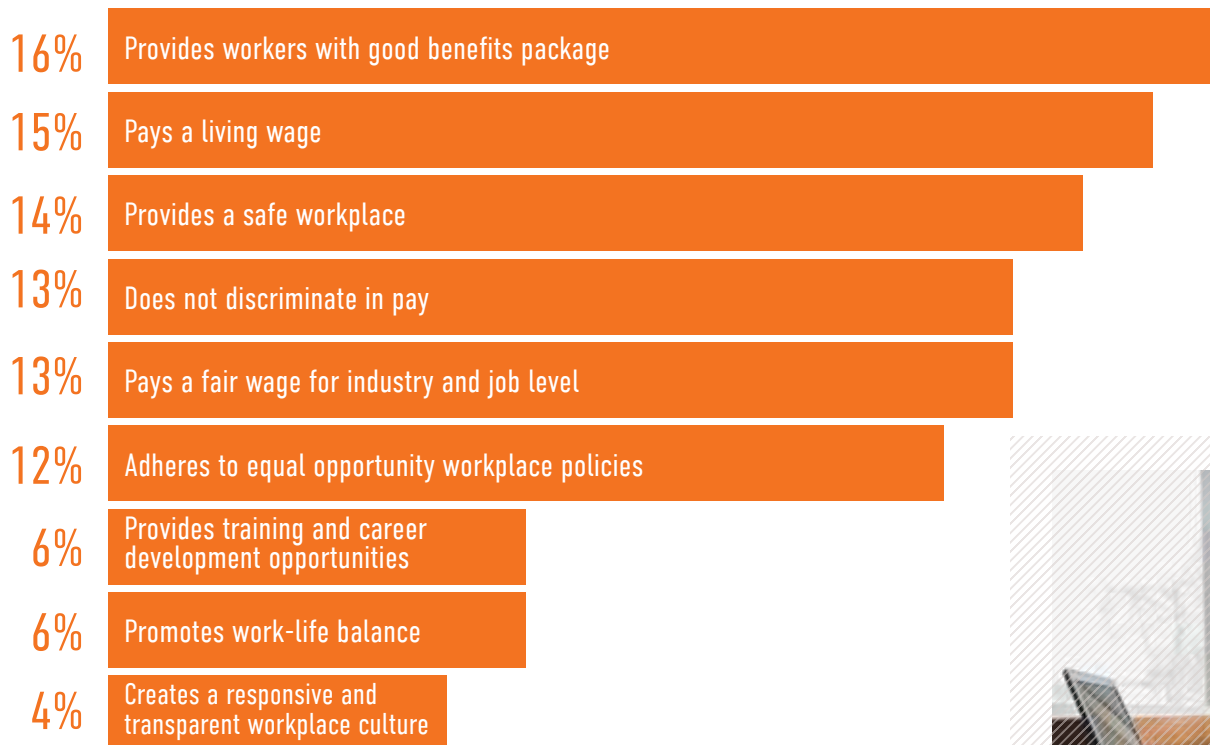 16% Provides workers with good benefits package
15% Pays a living wage
14% Provides a safe workplace
13% Does not discriminate in pay
13% Pays a fair wage for industry and job level
12% Adheres to equal opportunity workplace policies
6% Provides training and career
development opportunities
6% Promotes work-life balance
4% Creates a responsive and
transparent workplace culture